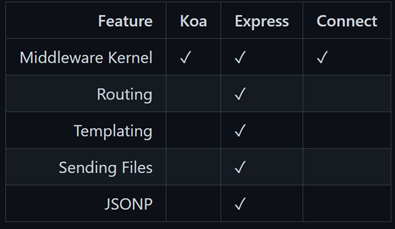 Feature Koa Express Connect
Middleware Kernel ✓ ✓ ✓
Routing ✓
Templating ✓
Sending Files ✓
JSONP ✓